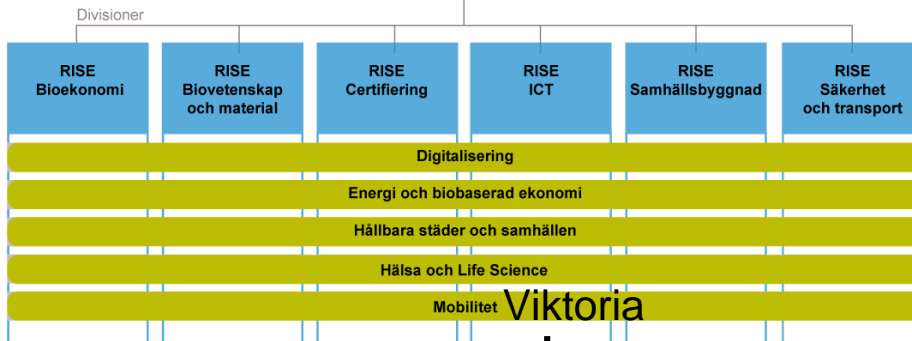 Divisioner
RISE
Bioekonomi
RISE
Biovetenskap
och material
RISE
Certifiering
RISE
ICT
RISE
Samhällsbyggnad
RISE
Säkerhet
och transport
Digitalisering
Energi och biobaserad ekonomi
Hållbara städer och samhällen
Hälsa och Life Science
Mobilitet Viktoria